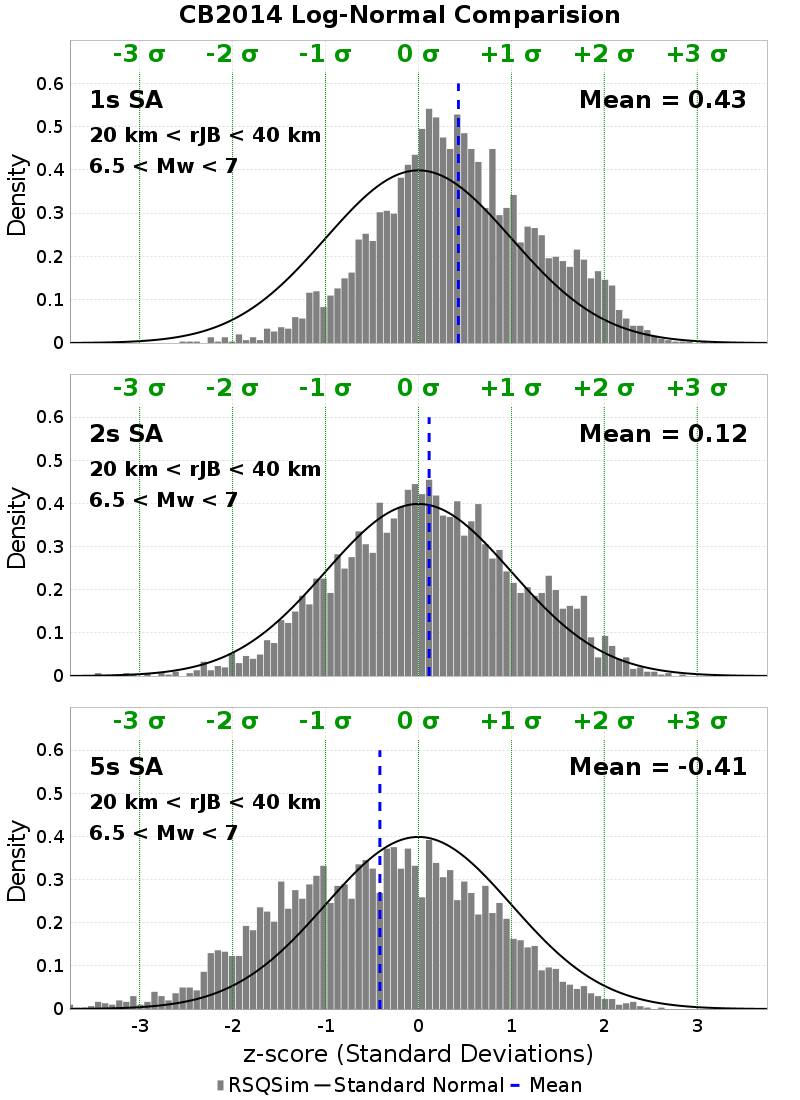 CB2014 Log-Normal Comparision
-3 σ -2 σ -1 σ 0 σ +1 σ +2 σ +3 σ
1s SA
Mean = 0.43
20 km < rJB < 40 km
6.5 < Mw < 7
Density
0.6
0.5
0.4
0.3
0.2
0.1
0
-3 σ -2 σ -1 σ 0 σ +1 σ +2 σ +3 σ
2s SA
Mean = 0.12
20 km < rJB < 40 km
6.5 < Mw < 7
Density
0.6
0.5
0.4
0.3
0.2
0.1
0
-3 σ -2 σ -1 σ 0 σ +1 σ +2 σ +3 σ
5s SA
Mean = -0.41
20 km < rJB < 40 km
6.5 < Mw < 7
Density
0.6
0.5
0.4
0.3
0.2
0.1
0
-3 -2 -1 0 1 2 3
z-score (Standard Deviations)
RSQSim Standard Normal Mean